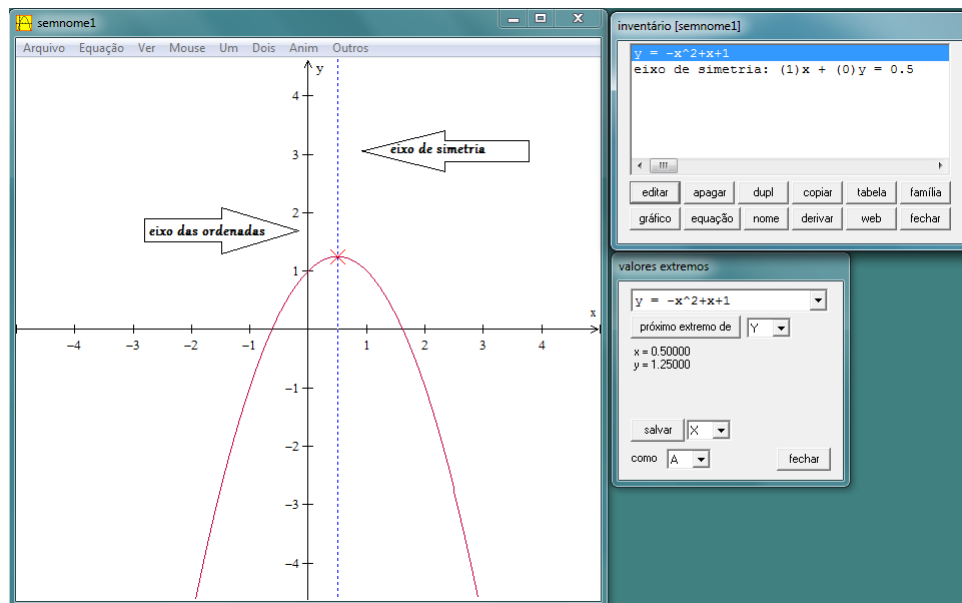 semnome1
Arquivo Equação Ver Mouse Um Dois Anim Outros
y
4
3
2
1
−1
−2
−3
−4
x
−4 −3 −2 −1 1 2 3 4
eixo de simetria
eixo das ordenadas
inventário [semnome1]
y = -x^2+x+1
eixo de simetria: (1)x + (0)y = 0.5
editar apagar dupl copiar tabela família
gráfico equação nome derivar web fechar
valores extremos
y = -x^2+x+1
próximo extremo de Y
x = 0.50000
y = 1.25000
salvar X
como A fechar